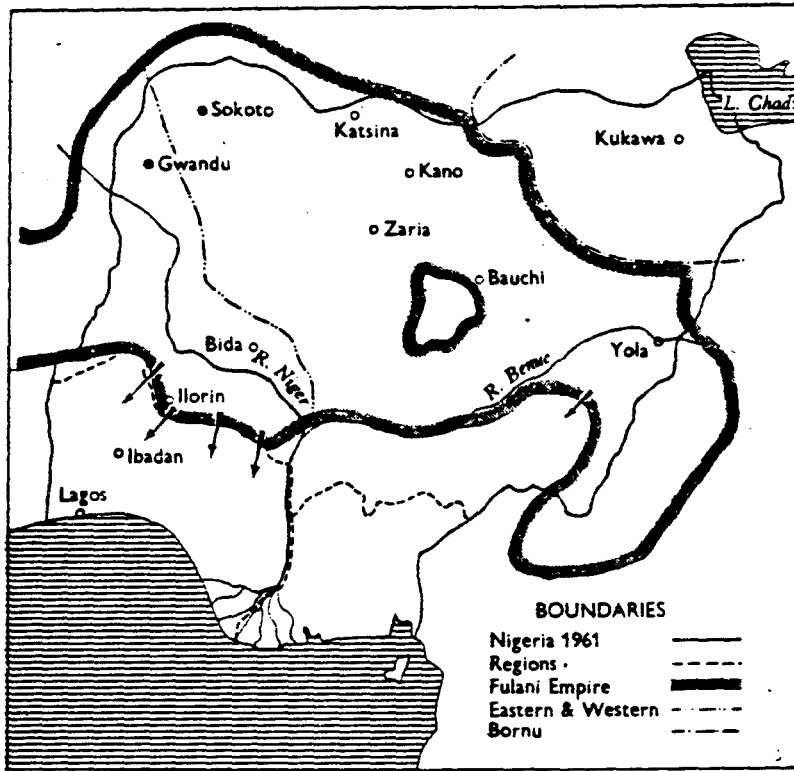 L. Chad
Sokoto
Katsina
Kukawa
Gwandu
Kano
Zaria
Bauchi
Bida
R. Niger
R. Benue
Yola
Ilorin
Ibadan
Lagos
BOUNDARIES
Nigeria 1961
Regions
Fulani Empire
Eastern & Western
Bornu